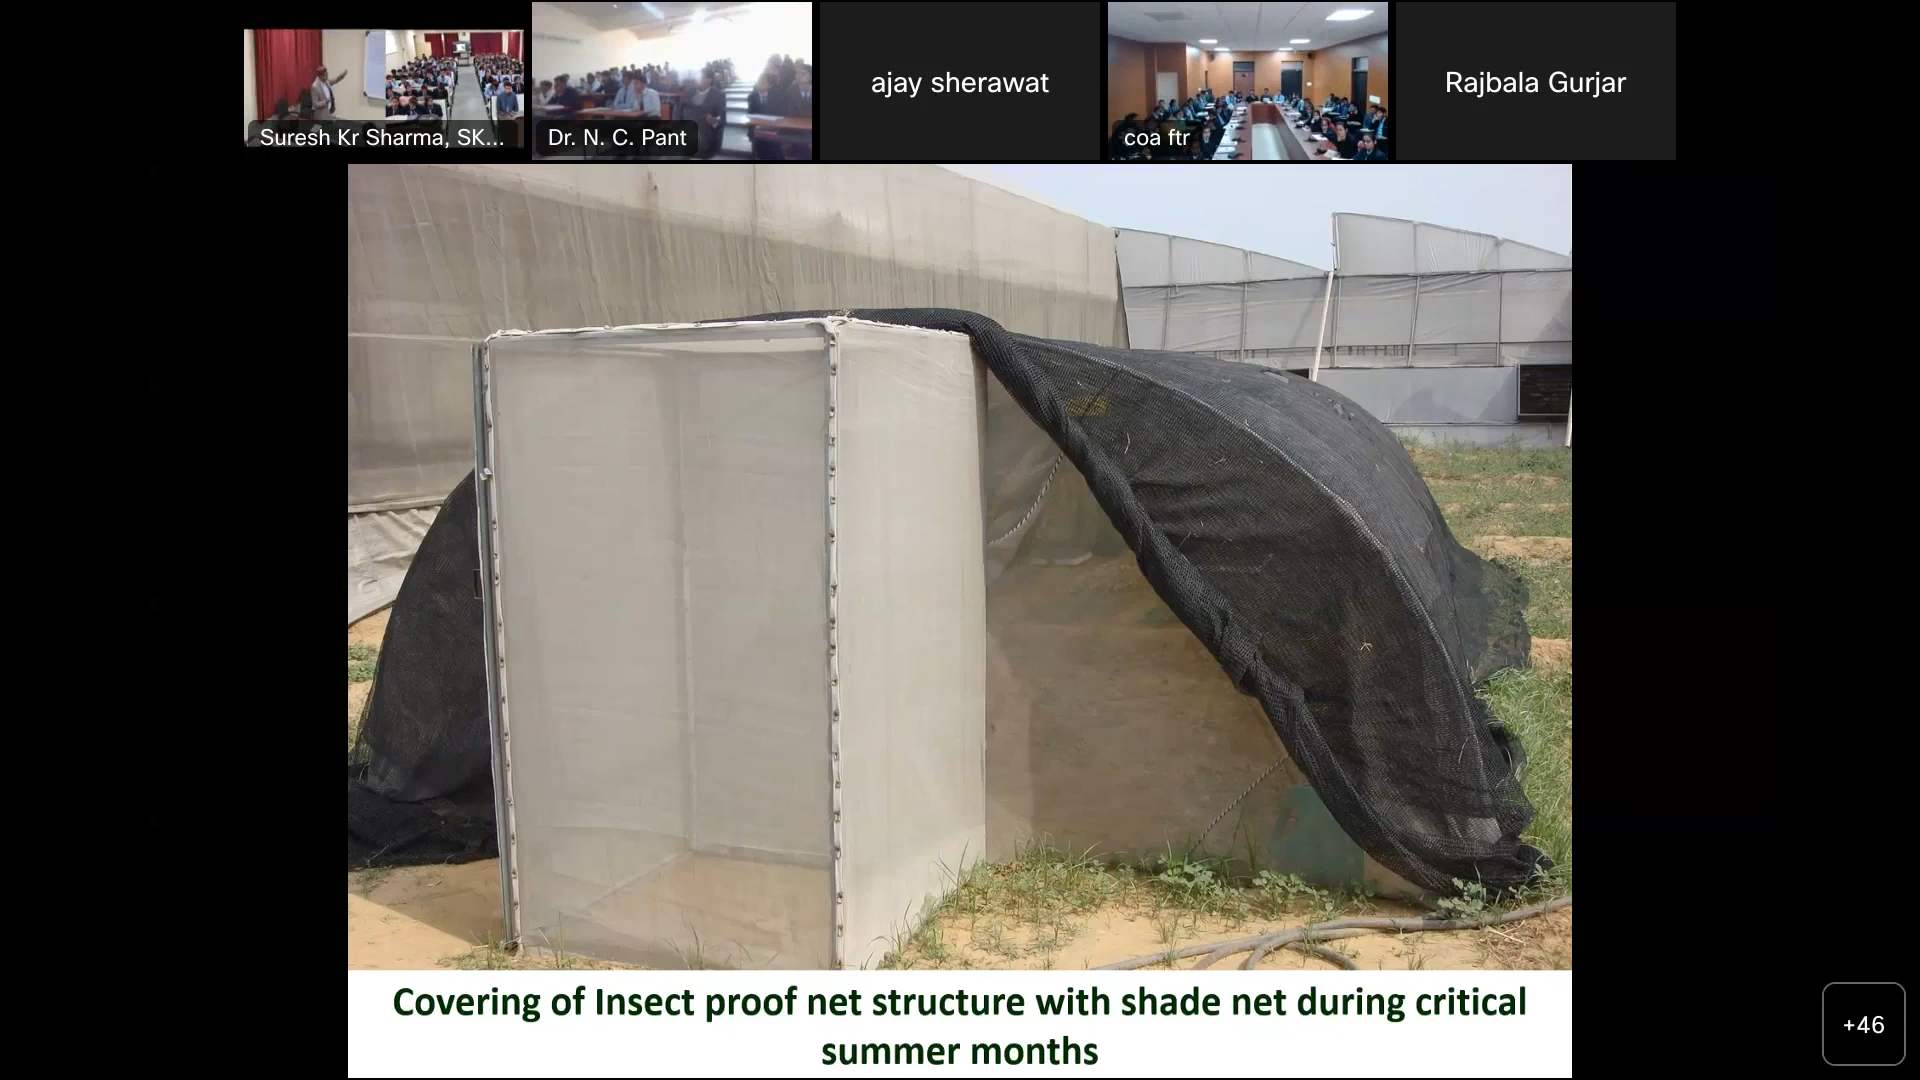 Suresh Kr Sharma, SK...
Dr. N. C. Pant
ajay sherawat
coa ftr
Rajbala Gurjar
Covering of Insect proof net structure with shade net during critical
summer months
+46